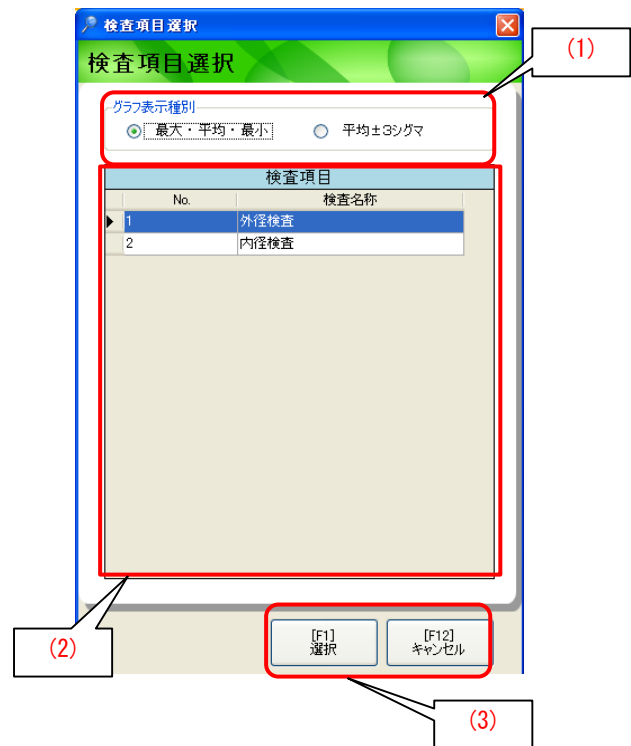 検査項目選択
(1)
検査項目選択
グラフ表示種別
最大・平均・最小 平均±3シグマ
検査項目
No. 検査名称
1 外径検査
2 内径検査
(2)
[F1] [F12]
選択 キャンセル
(3)